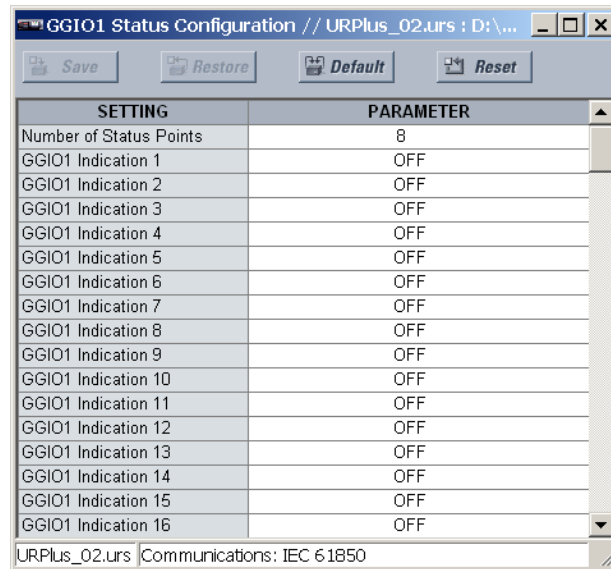 GGIO1 Status Configuration // URPlus_02.urs : D:\...
Save Restore Default Reset
SETTING PARAMETER
Number of Status Points 8
GGIO1 Indication 1 OFF
GGIO1 Indication 2 OFF
GGIO1 Indication 3 OFF
GGIO1 Indication 4 OFF
GGIO1 Indication 5 OFF
GGIO1 Indication 6 OFF
GGIO1 Indication 7 OFF
GGIO1 Indication 8 OFF
GGIO1 Indication 9 OFF
GGIO1 Indication 10 OFF
GGIO1 Indication 11 OFF
GGIO1 Indication 12 OFF
GGIO1 Indication 13 OFF
GGIO1 Indication 14 OFF
GGIO1 Indication 15 OFF
GGIO1 Indication 16 OFF
URPlus_02.urs Communications: IEC 61850